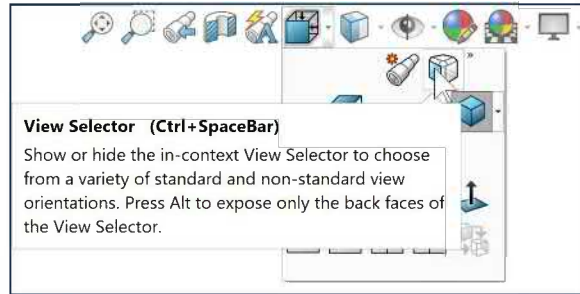 »
View Selector (Ctrl+SpaceBar)
Show or hide the in-context View Selector to choose
from a variety of standard and non-standard view
orientations. Press Alt to expose only the back faces of
the View Selector.